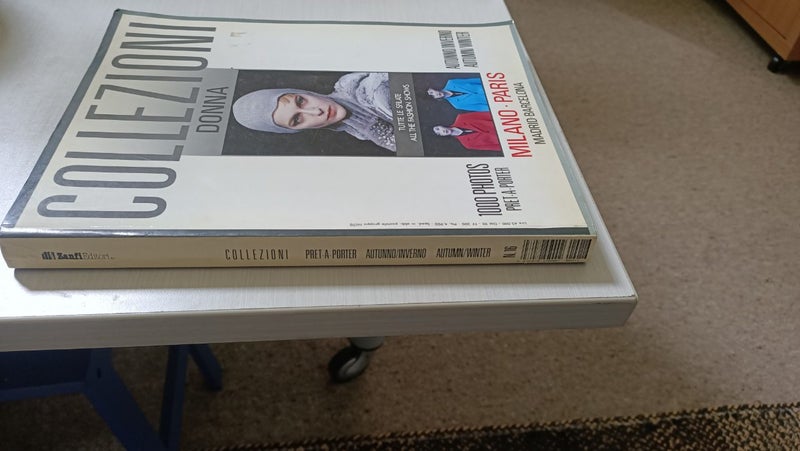 COLLEZIONI
DONNA
TUTTE LE SFILATE
ALL THE FASHION SHOWS
AUTUNNO/INVERNO
AUTUMN/WINTER
1000 PHOTOS
PRET-A-PORTER
MILANO·PARIS
MADRID BARCELONA
Zanfi Editori
COLLEZIONI PRET-A-PORTER AUTUNNO/INVERNO AUTUMN/WINTER N. 16